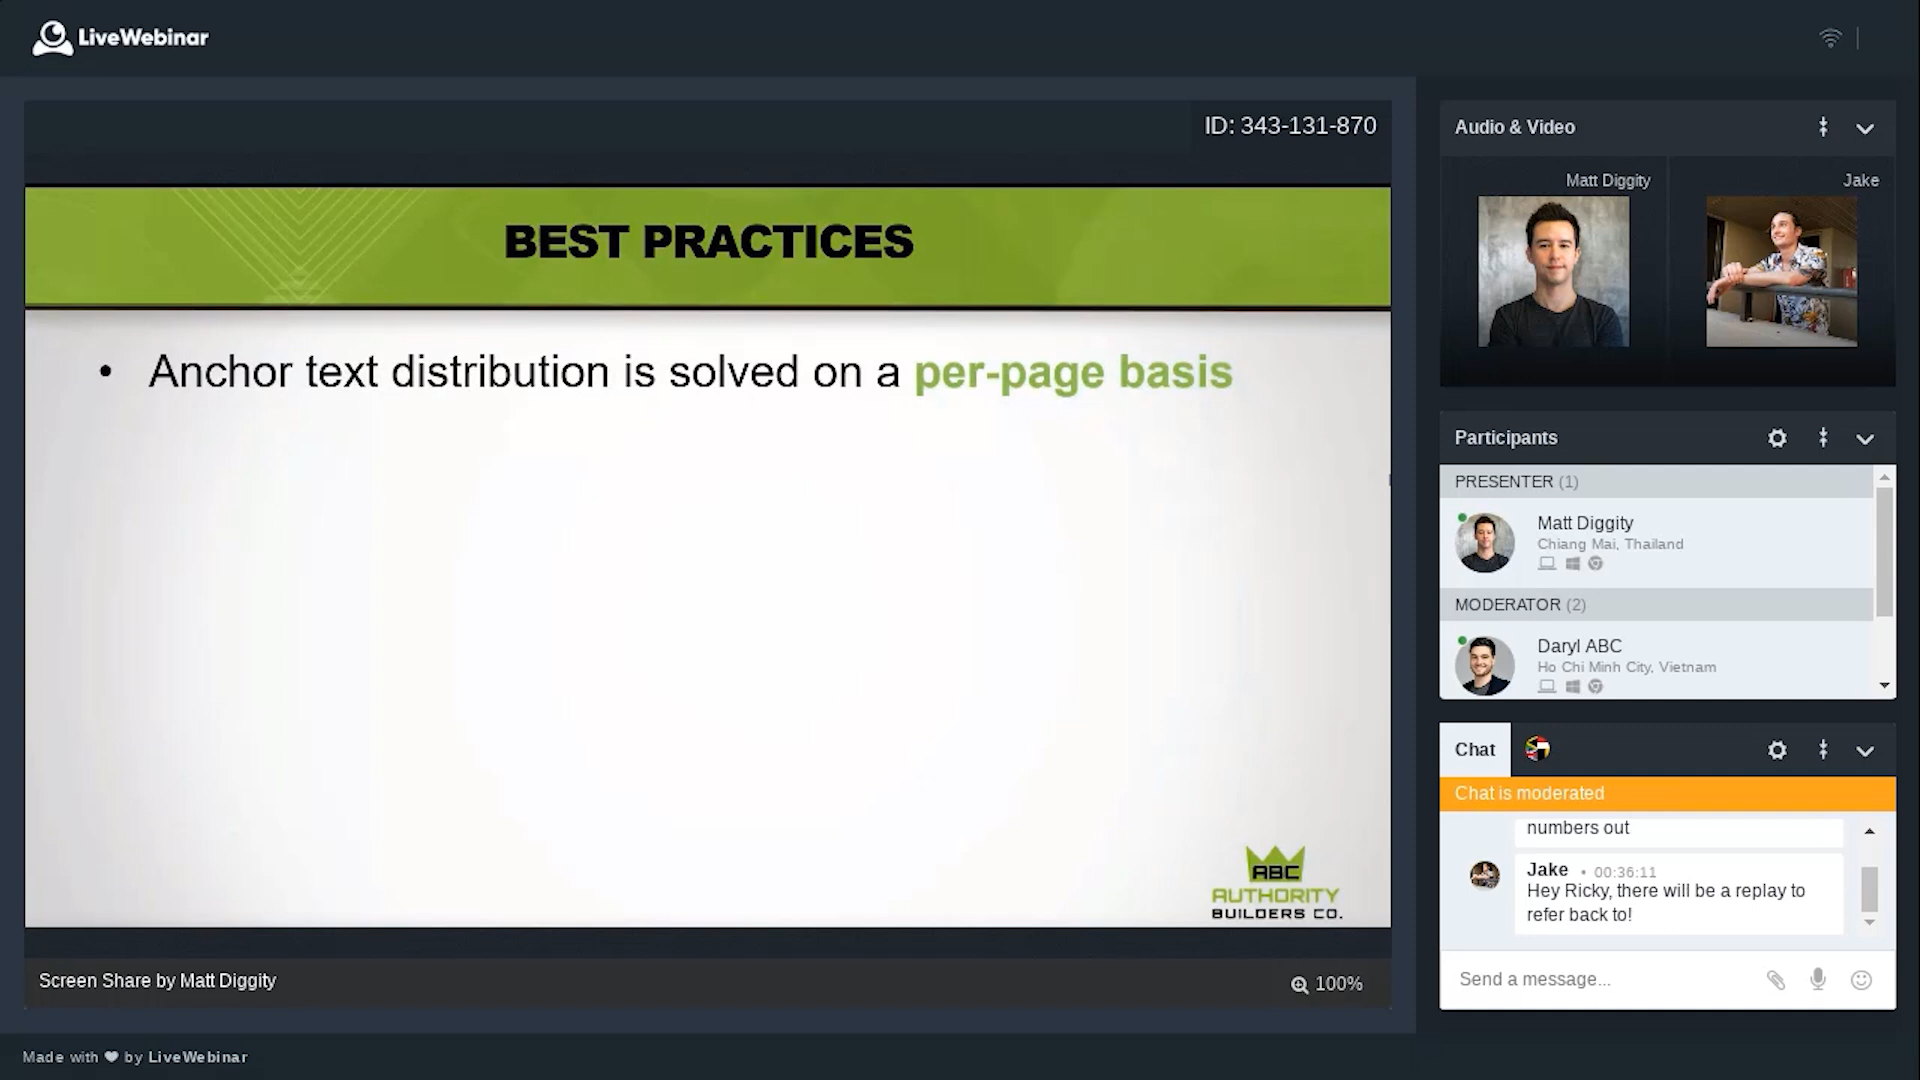 LiveWebinar
ID: 343-131-870
BEST PRACTICES
• Anchor text distribution is solved on a per-page basis
ABC
AUTHORITY
BUILDERS CO.
Screen Share by Matt Diggity
100%
Audio & Video
Matt Diggity
Jake
Participants
PRESENTER (1)
Matt Diggity
Chiang Mai, Thailand
MODERATOR (2)
Daryl ABC
Ho Chi Minh City, Vietnam
Chat
Chat is moderated
numbers out
Jake • 00:36:11
Hey Ricky, there will be a replay to
refer back to!
Send a message...
Made with ♥ by LiveWebinar